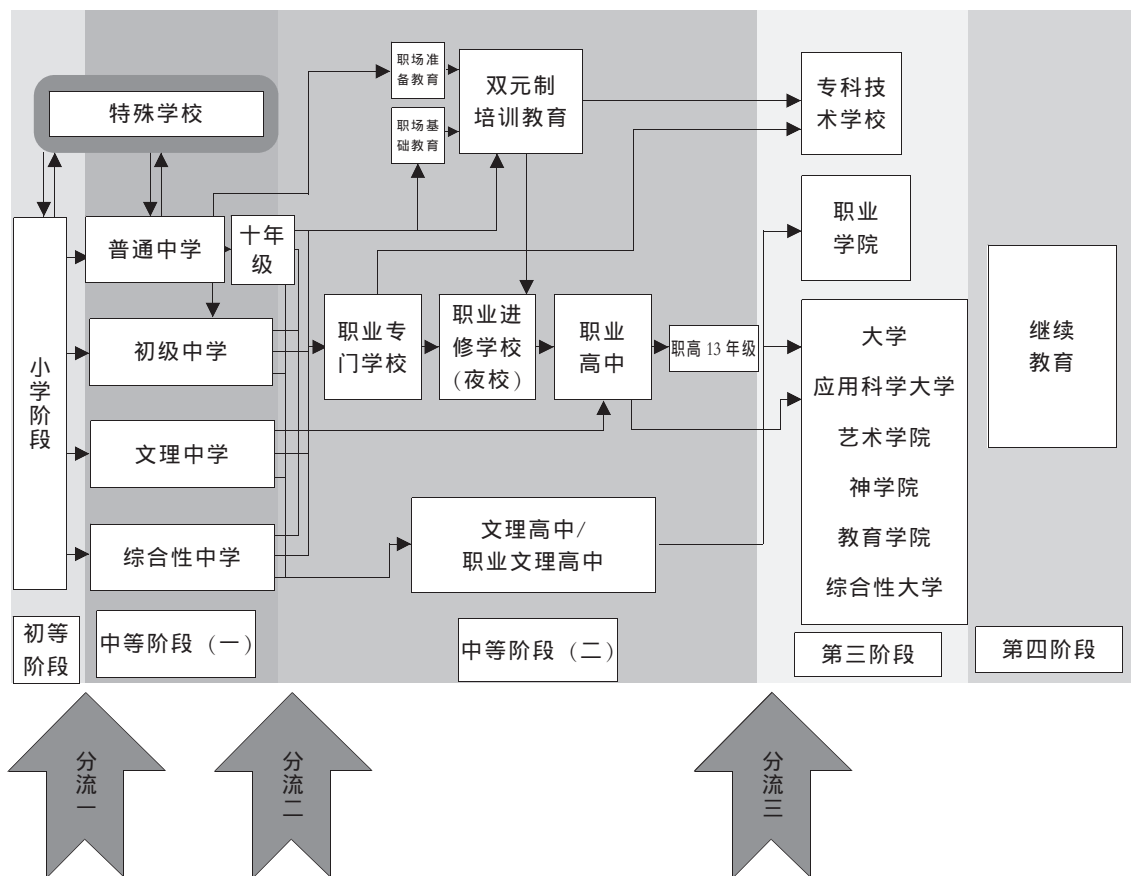 特殊学校
小学阶段
普通中学
十年
级
初级中学
文理中学
综合性中学
职场准
备教育
职场基
础教育
双元制
培训教育
职业专
门学校
职业进
修学校
(夜校)
职业
高中
职高 13 年级
文理高中/
职业文理高中
专科技
术学校
职业
学院
大学
应用科学大学
艺术学院
神学院
教育学院
综合性大学
继续
教育
初等
阶段
中等阶段 (一)
中等阶段 (二)
第三阶段
第四阶段
分流一
分流二
分流三